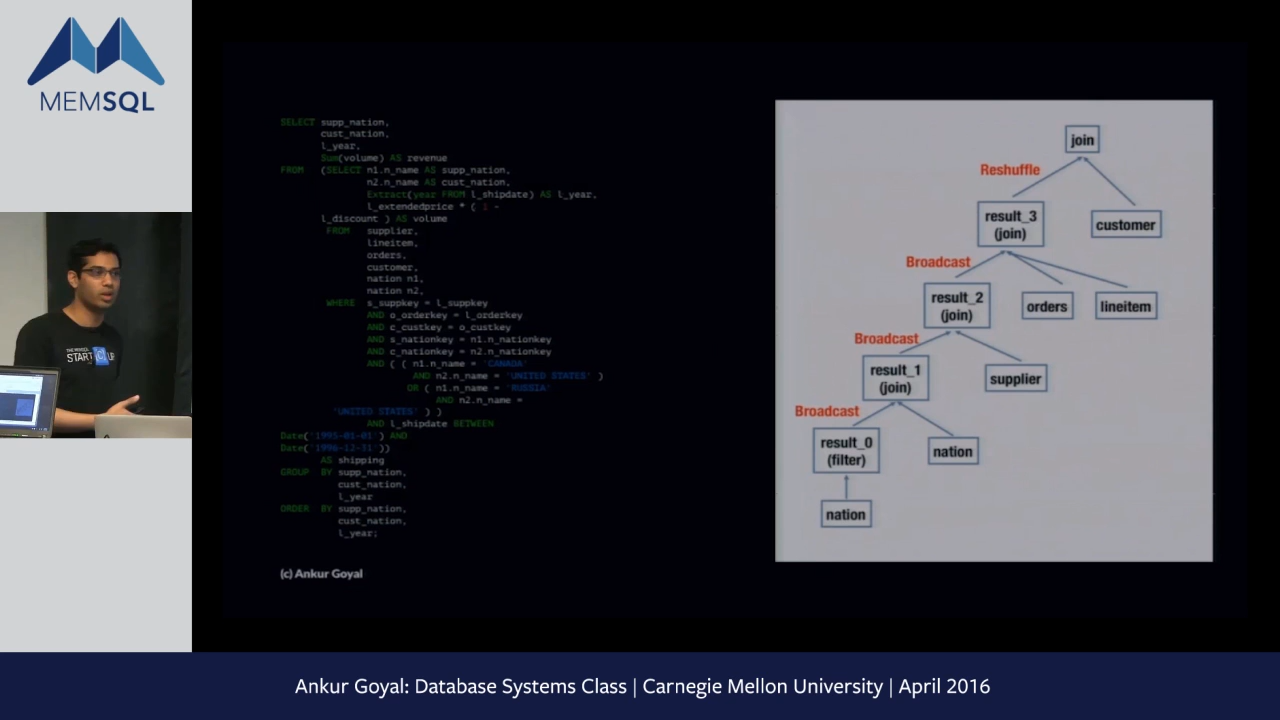 MEMSQL
THE MINOR
START UP
SELECT supp_nation,
cust_nation,
l_year,
Sum(volume) AS revenue
FROM (SELECT n1.n_name AS supp_nation,
n2.n_name AS cust_nation,
Extract(year FROM l_shipdate) AS l_year,
l_extendedprice * ( 1 -
l_discount ) AS volume
FROM supplier,
lineitem,
orders,
customer,
nation n1,
nation n2,
WHERE s_suppkey = l_suppkey
AND o_orderkey = l_orderkey
AND c_custkey = o_custkey
AND s_nationkey = n1.n_nationkey
AND c_nationkey = n2.n_nationkey
AND ( ( n1.n_name = 'CANADA'
AND n2.n_name = 'UNITED STATES' )
OR ( n1.n_name = 'RUSSIA'
AND n2.n_name =
'UNITED STATES' ) )
AND l_shipdate BETWEEN
Date('1995-01-01') AND
Date('1996-12-31'))
AS shipping
GROUP BY supp_nation,
cust_nation,
l_year
ORDER BY supp_nation,
cust_nation,
l_year;
(c) Ankur Goyal
join
Reshuffle
result_3
(join)
customer
Broadcast
result_2
(join)
orders
lineitem
Broadcast
result_1
(join)
supplier
Broadcast
result_0
(filter)
nation
nation
Ankur Goyal: Database Systems Class | Carnegie Mellon University | April 2016